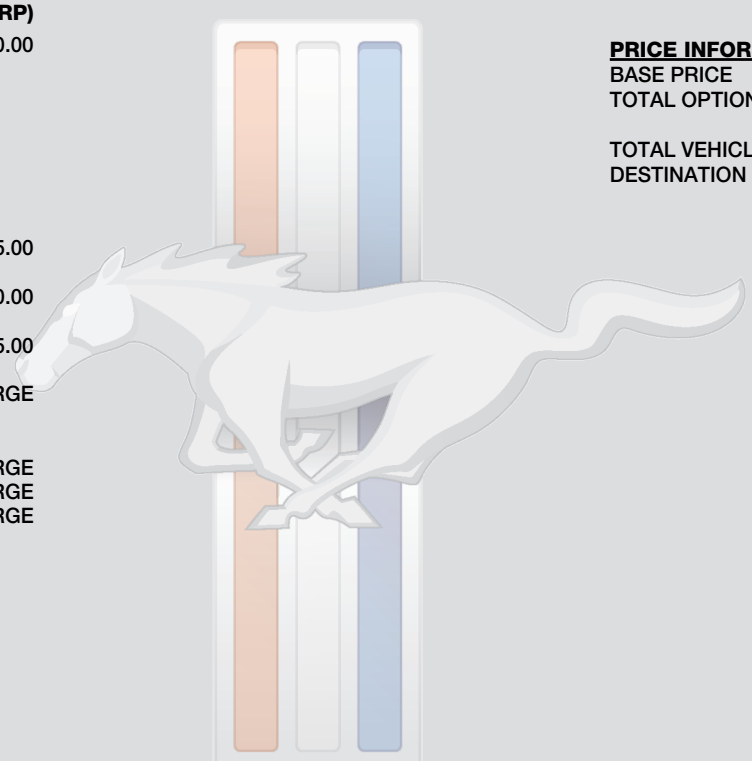 RP)
0.00
5.00
0.00
5.00
RGE
RGE
RGE
RGE
PRICE INFOR
BASE PRICE
TOTAL OPTION
TOTAL VEHICL
DESTINATION